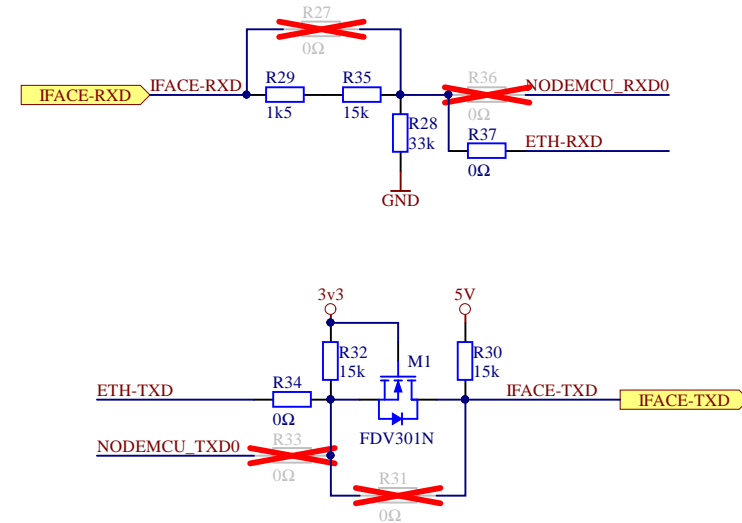 R27
0Ω
IFACE-RXD
IFACE-RXD
R29
1k5
R35
15k
R28
33k
GND
R36
0Ω
NODEMCU_RXD0
R37
0Ω
ETH-RXD
3v3
5V
R32
15k
M1
FDV301N
R30
15k
ETH-TXD
R34
0Ω
IFACE-TXD
IFACE-TXD
NODEMCU_TXD0
R33
0Ω
R31
0Ω